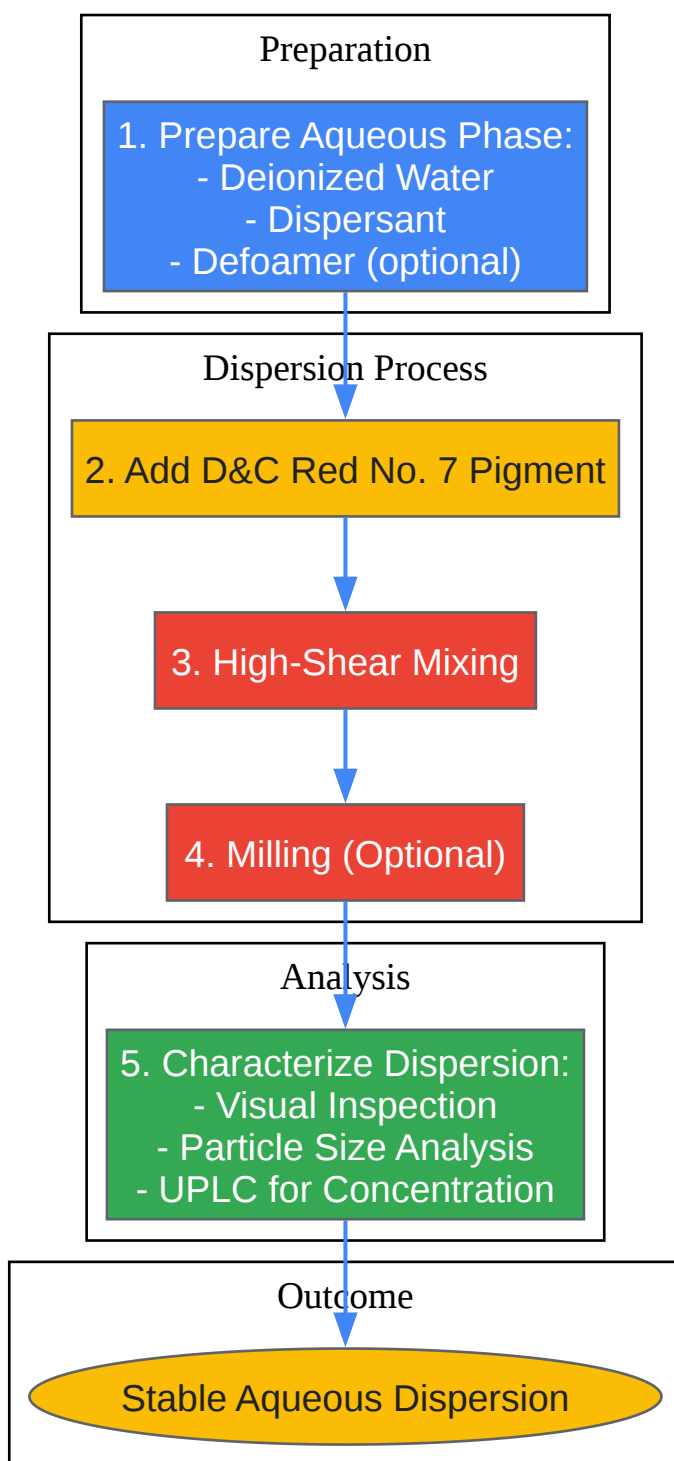 Preparation
1. Prepare Aqueous Phase:
- Deionized Water
- Dispersant
- Defoamer (optional)
Dispersion Process
2. Add D&C Red No. 7 Pigment
3. High-Shear Mixing
4. Milling (Optional)
Analysis
5. Characterize Dispersion:
- Visual Inspection
- Particle Size Analysis
- UPLC for Concentration
Outcome
Stable Aqueous Dispersion